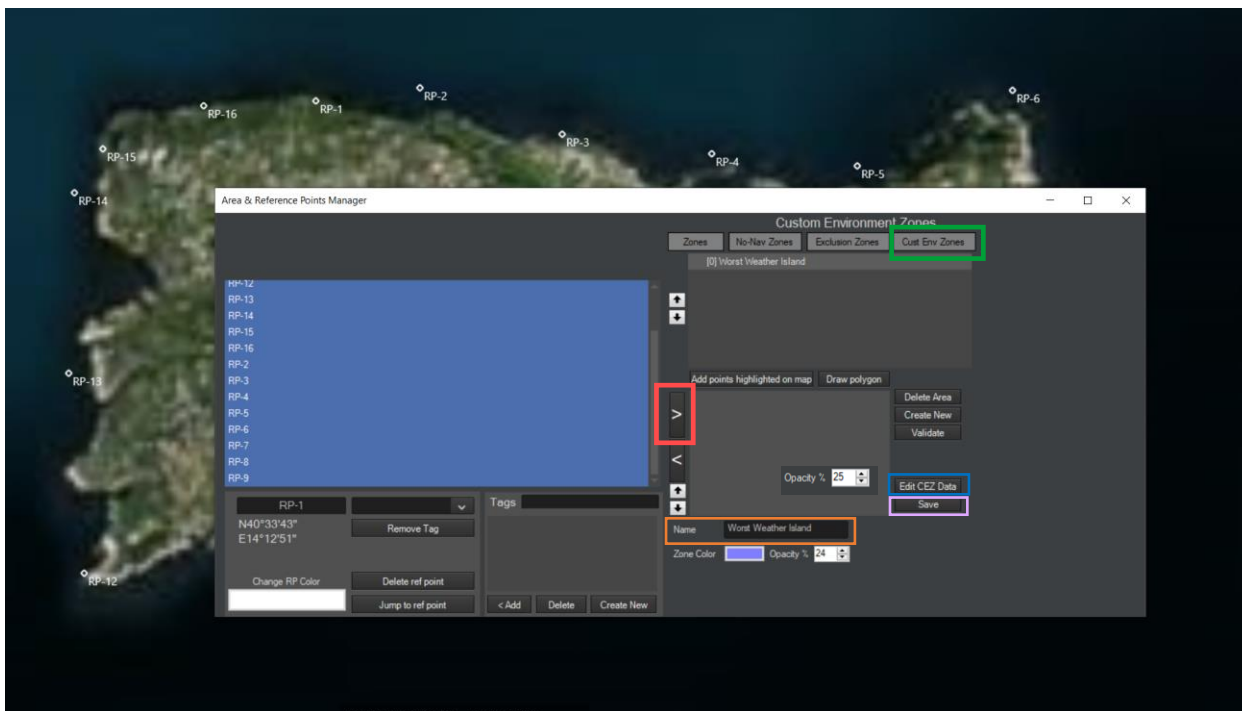 RP-2
RP-6
RP-16
RP-1
RP-3
RP-15
RP-4
RP-5
RP-14
RP-13
RP-12
Area & Reference Points Manager
Custom Environment Zones
Zones
No-Nav Zones
Exclusion Zones
Cust Env Zones
[0] Worst Weather Island
RP-12
RP-13
RP-14
RP-15
RP-16
RP-2
RP-3
RP-4
RP-5
RP-6
RP-7
RP-8
RP-9
Add points highlighted on map
Draw polygon
>
<
Delete Area
Create New
Validate
Opacity % 25
Edit CEZ Data
Save
RP-1
N40°33'43"
E14°12'51"
Remove Tag
Change RP Color
Delete ref point
Jump to ref point
Tags
< Add
Delete
Create New
Name Worst Weather Island
Zone Color Opacity % 24